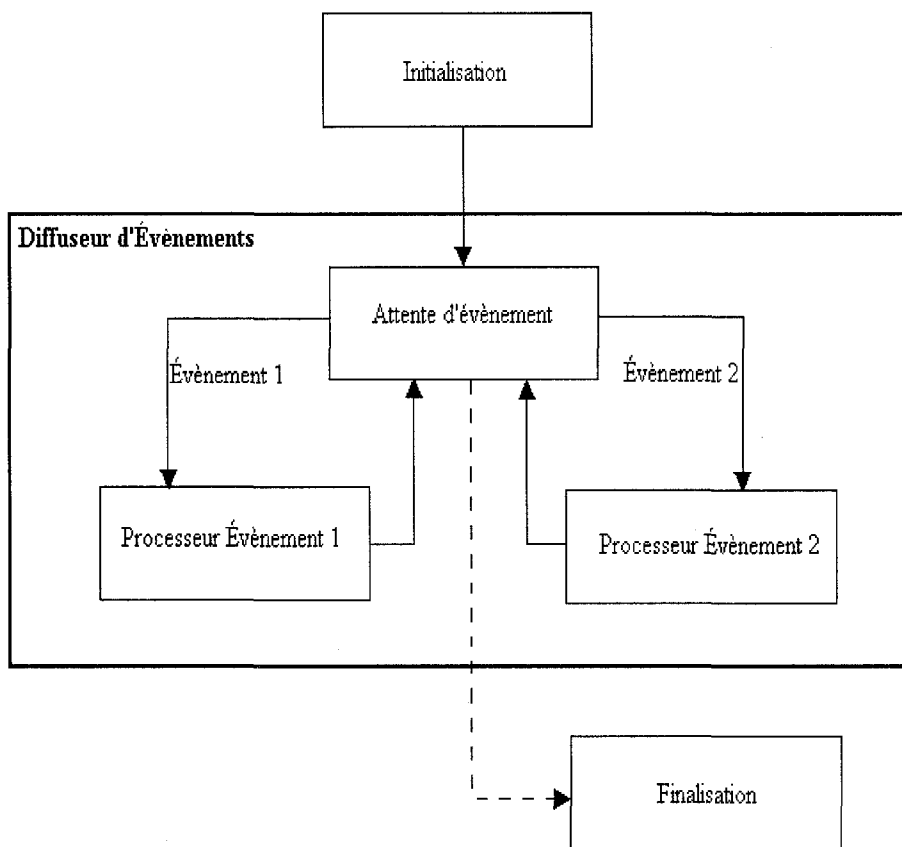 Initialisation
Diffuseur d'Évènements
Attente d'évènement
Évènement 1
Évènement 2
Processeur Évènement 1
Processeur Évènement 2
Finalisation